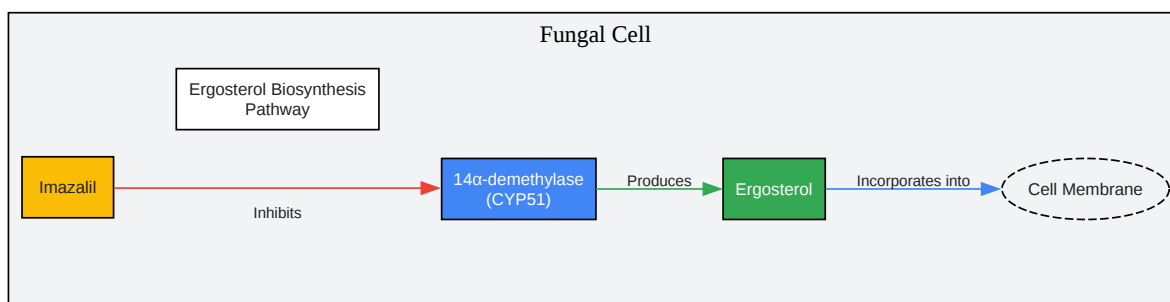 Fungal Cell
Ergosterol Biosynthesis
Pathway
Imazalil
Inhibits
14α-demethylase
(CYP51)
Produces
Ergosterol
Incorporates into
Cell Membrane